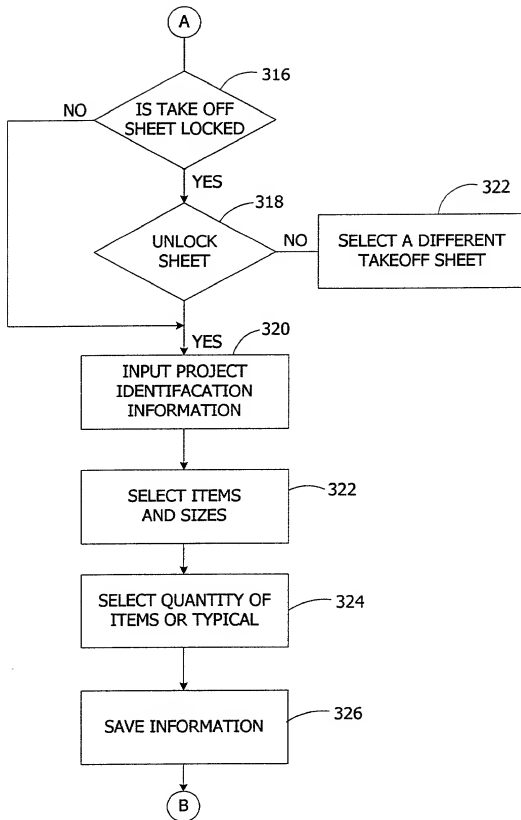 A
316
NO
IS TAKE OFF
SHEET LOCKED
YES
318
322
UNLOCK
SHEET
NO
SELECT A DIFFERENT
TAKEOFF SHEET
YES
320
INPUT PROJECT
IDENTIFACATION
INFORMATION
SELECT ITEMS
AND SIZES
322
SELECT QUANTITY OF
ITEMS OR TYPICAL
324
SAVE INFORMATION
326
B